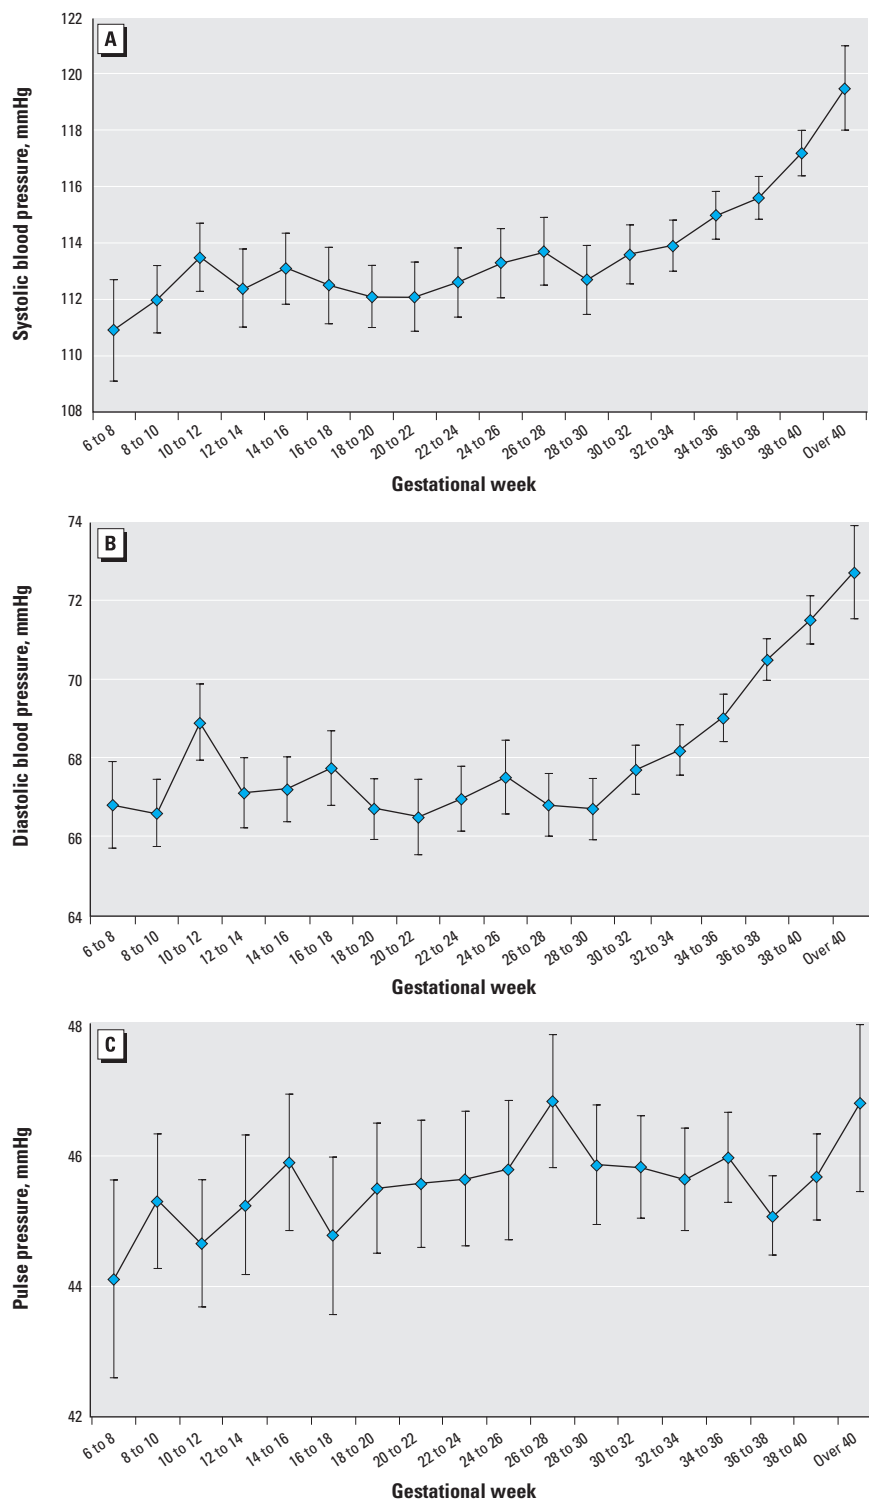 A
Systolic blood pressure, mmHg
122
120
118
116
114
112
110
108
6 to 8
8 to 10
10 to 12
12 to 14
14 to 16
16 to 18
18 to 20
20 to 22
22 to 24
24 to 26
26 to 28
28 to 30
30 to 32
32 to 34
34 to 36
36 to 38
38 to 40
Over 40
Gestational week
B
Diastolic blood pressure, mmHg
74
72
70
68
66
64
6 to 8
8 to 10
10 to 12
12 to 14
14 to 16
16 to 18
18 to 20
20 to 22
22 to 24
24 to 26
26 to 28
28 to 30
30 to 32
32 to 34
34 to 36
36 to 38
38 to 40
Over 40
Gestational week
C
Pulse pressure, mmHg
48
46
44
42
6 to 8
8 to 10
10 to 12
12 to 14
14 to 16
16 to 18
18 to 20
20 to 22
22 to 24
24 to 26
26 to 28
28 to 30
30 to 32
32 to 34
34 to 36
36 to 38
38 to 40
Over 40
Gestational week